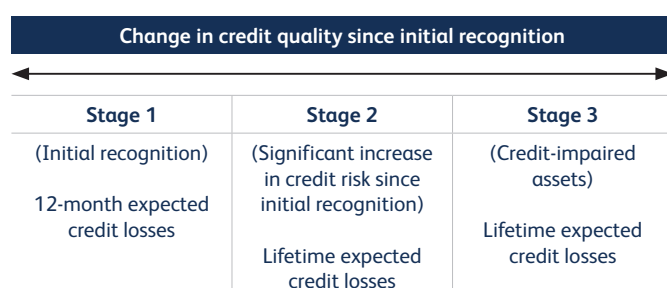 Change in credit quality since initial recognition
Stage 1
Stage 2
Stage 3
(Initial recognition)
12-month expected
credit losses
(Significant increase
in credit risk since
initial recognition)
Lifetime expected
credit losses
(Credit-impaired
assets)
Lifetime expected
credit losses